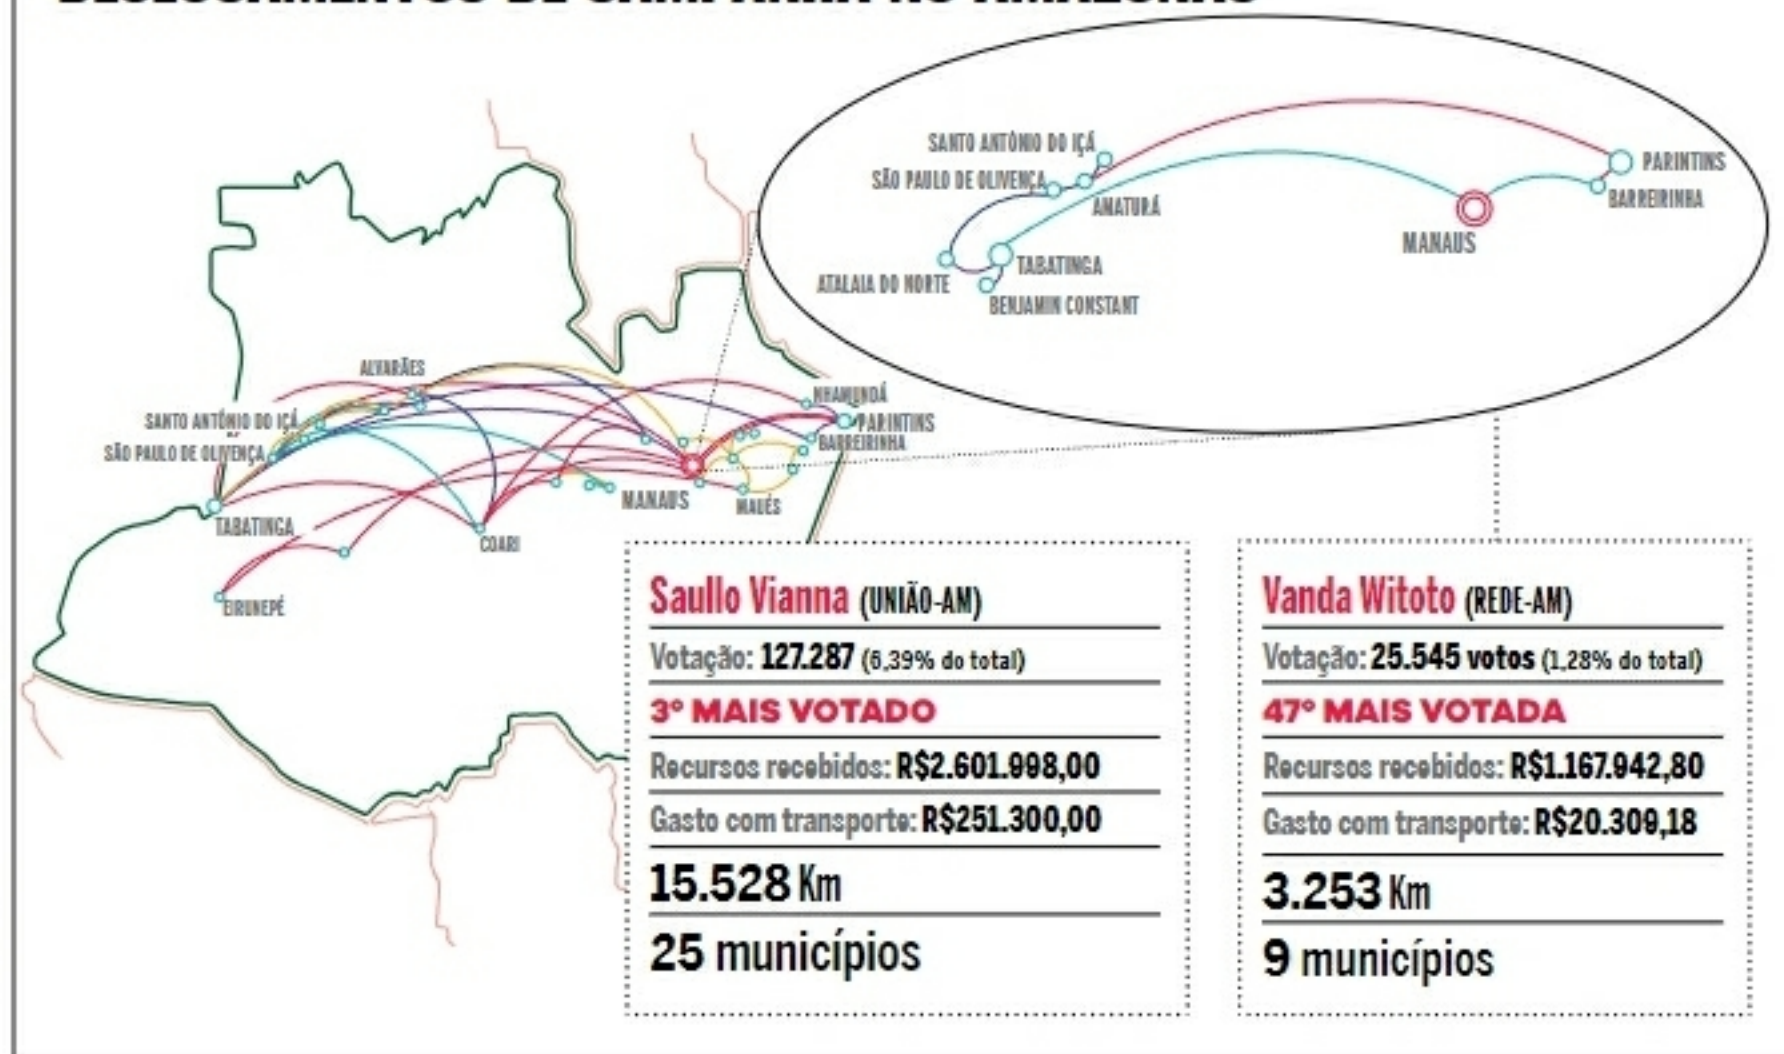 DESLOCAMENTOS DE CAMPANHA NO AMAZONAS
SANTO ANTÔNIO DO IÇÁ
SÃO PAULO DE OLIVENÇA
AMATURÁ
ATALAIA DO NORTE
TABATINGA
BENJAMIN CONSTANT
MANAUS
PARINTINS
BARREIRINHA
ALVARÃES
SANTO ANTÔNIO DO IÇÁ
SÃO PAULO DE OLIVENÇA
TABATINGA
EIRUNEPÉ
COARI
MANAUS
MAUÉS
NHAMUNDÁ
PARINTINS
BARREIRINHA
Saullo Vianna (UNIÃO-AM)
Votação: 127.287 (6,39% do total)
3º MAIS VOTADO
Recursos recebidos: R$2.601.998,00
Gasto com transporte: R$251.300,00
15.528 Km
25 municípios
Vanda Witoto (REDE-AM)
Votação: 25.545 votos (1,28% do total)
47º MAIS VOTADA
Recursos recebidos: R$1.167.942,80
Gasto com transporte: R$20.309,18
3.253 Km
9 municípios